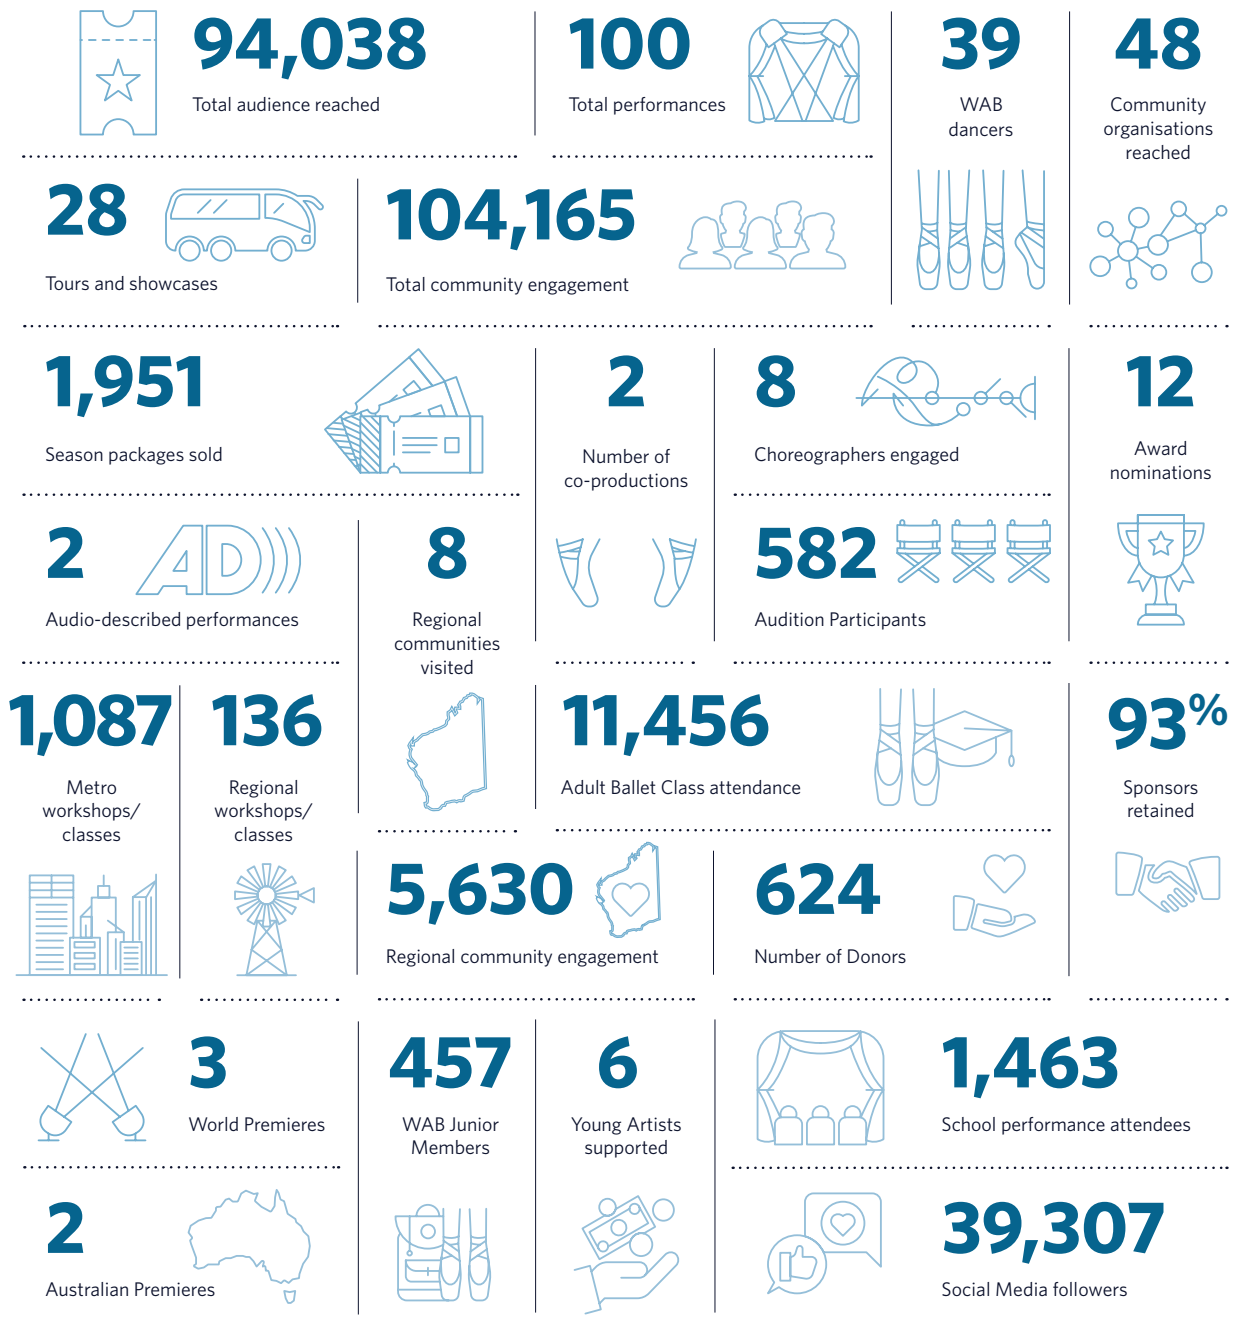 94,038
Total audience reached
100
Total performances
39
WAB
dancers
48
Community
organisations
reached
28
Tours and showcases
104,165
Total community engagement
1,951
Season packages sold
2
Number of
co-productions
8
Choreographers engaged
12
Award
nominations
2
AD
Audio-described performances
8
Regional
communities
visited
582
Audition Participants
1,087
Metro
workshops/
classes
136
Regional
workshops/
classes
11,456
Adult Ballet Class attendance
93%
Sponsors
retained
5,630
Regional community engagement
624
Number of Donors
3
World Premieres
457
WAB Junior
Members
6
Young Artists
supported
1,463
School performance attendees
2
Australian Premieres
39,307
Social Media followers